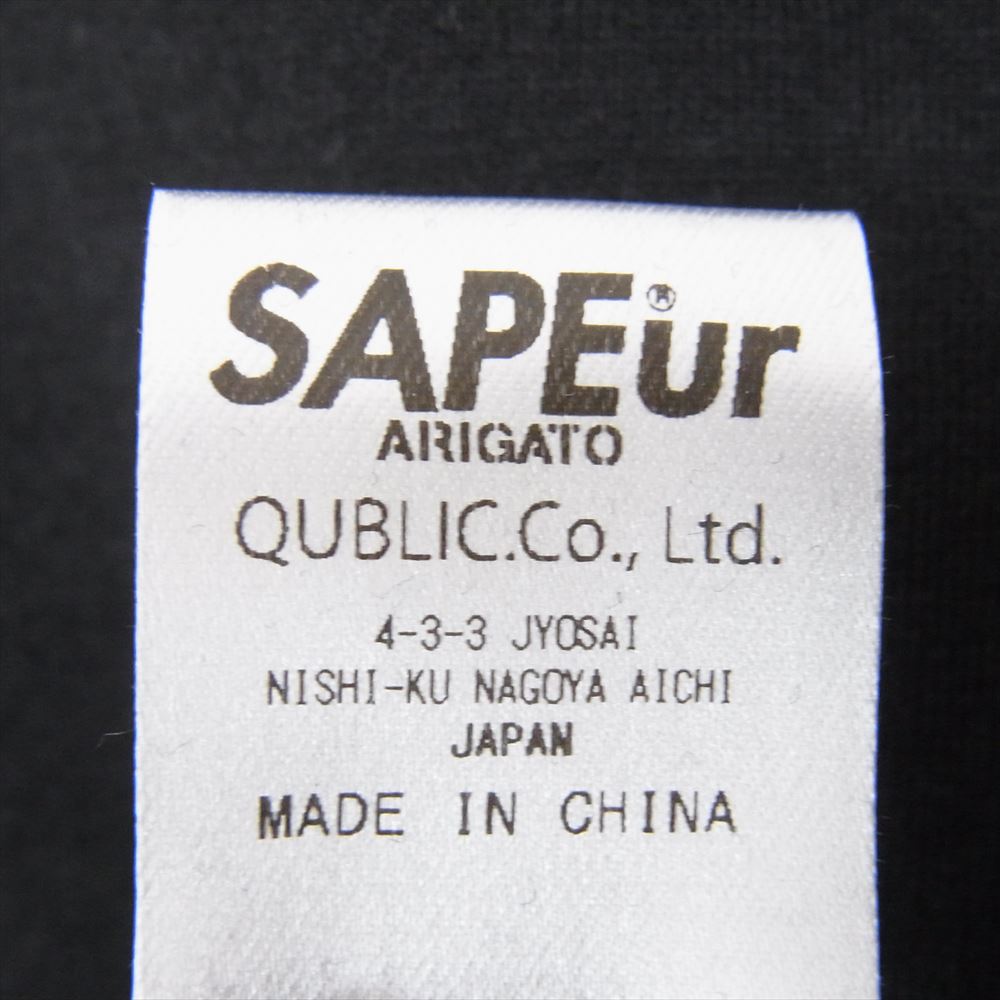 SAPEur®
ARIGATO
QUBLIC.Co., Ltd.
4-3-3 JYOSAI
NISHI-KU NAGOYA AICHI
JAPAN
MADE IN CHINA